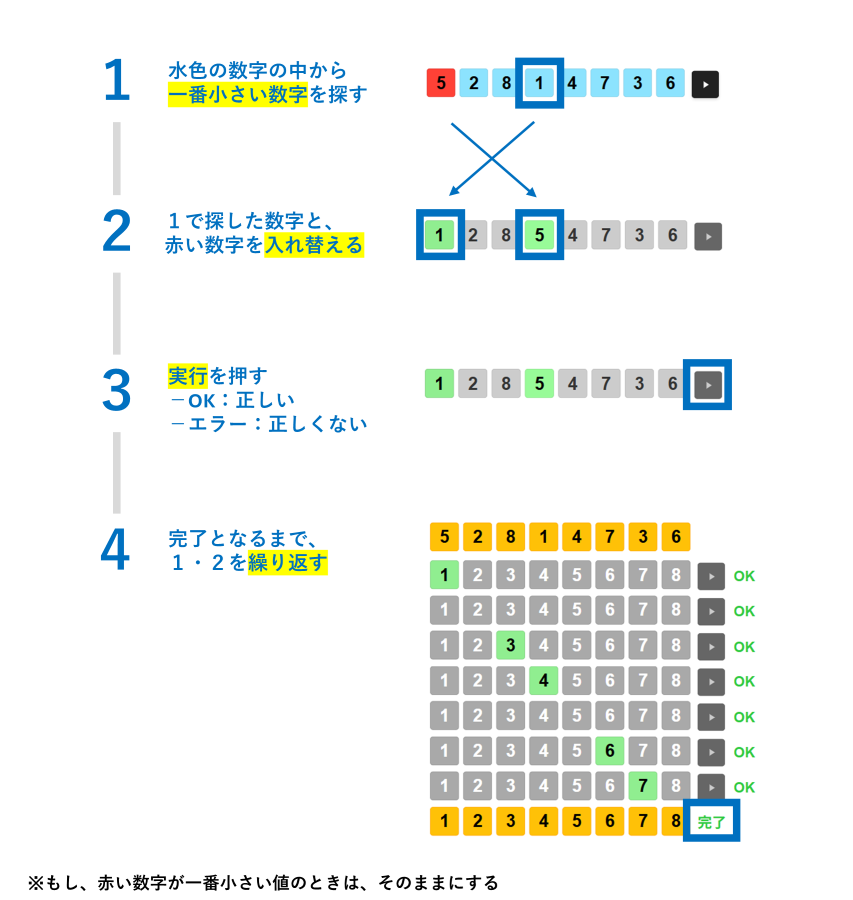 1
水色の数字の中から
一番小さい数字を探す
5 2 8 1 4 7 3 6
2
１で探した数字と、
赤い数字を入れ替える
1 2 8 5 4 7 3 6
3
実行を押す
－OK：正しい
－エラー：正しくない
1 2 8 5 4 7 3 6
4
完了となるまで、
１・２を繰り返す
5 2 8 1 4 7 3 6
1 2 3 4 5 6 7 8 OK
1 2 3 4 5 6 7 8 OK
1 2 3 4 5 6 7 8 OK
1 2 3 4 5 6 7 8 OK
1 2 3 4 5 6 7 8 OK
1 2 3 4 5 6 7 8 OK
1 2 3 4 5 6 7 8 OK
1 2 3 4 5 6 7 8 完了
※もし、赤い数字が一番小さい値のときは、そのままにする